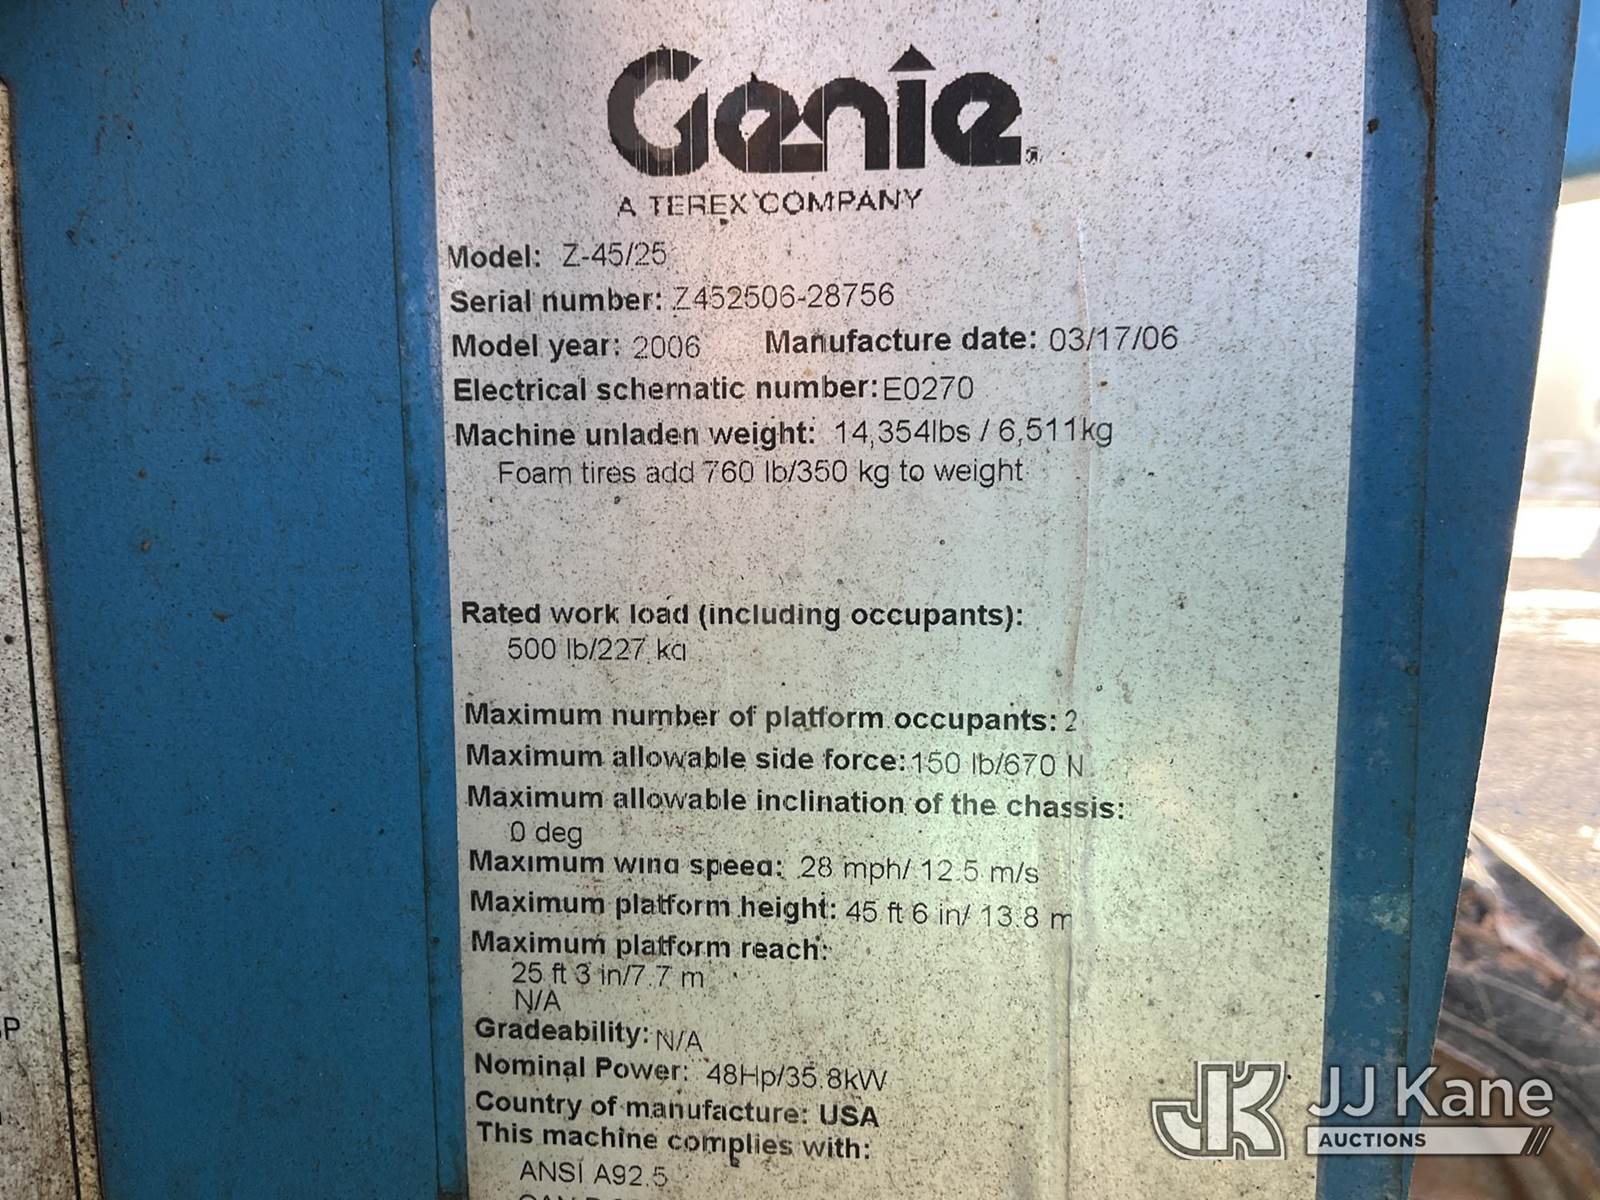 Genie
A TEREX COMPANY
Model: Z-45/25
Serial number: Z452506-28756
Model year: 2006 Manufacture date: 03/17/06
Electrical schematic number: E0270
Machine unladen weight: 14,354lbs / 6,511kg
Foam tires add 760 lb/350 kg to weight
Rated work load (including occupants):
500 lb/227 kg
Maximum number of platform occupants: 2
Maximum allowable side force: 150 lb/670 N
Maximum allowable inclination of the chassis:
0 deg
Maximum wind speed: 28 mph/ 12.5 m/s
Maximum platform height: 45 ft 6 in/ 13.8 m
Maximum platform reach:
25 ft 3 in/7.7 m
N/A
Gradeability: N/A
Nominal Power: 48Hp/35.8kW
Country of manufacture: USA
This machine complies with:
ANSI A92.5
JJ Kane
AUCTIONS